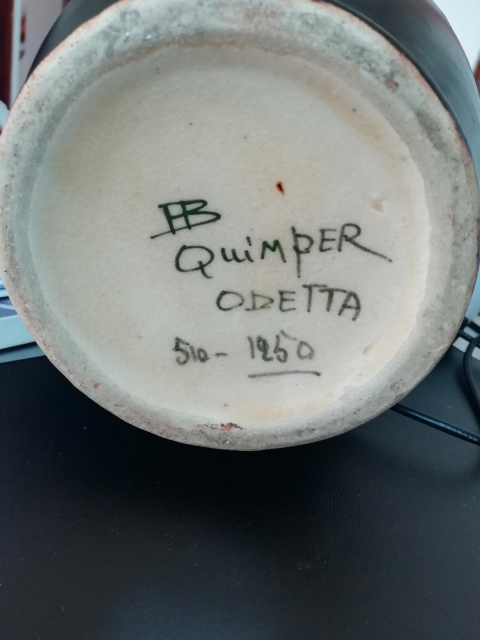 HB
QuimpER
ODETTA
510- 1250